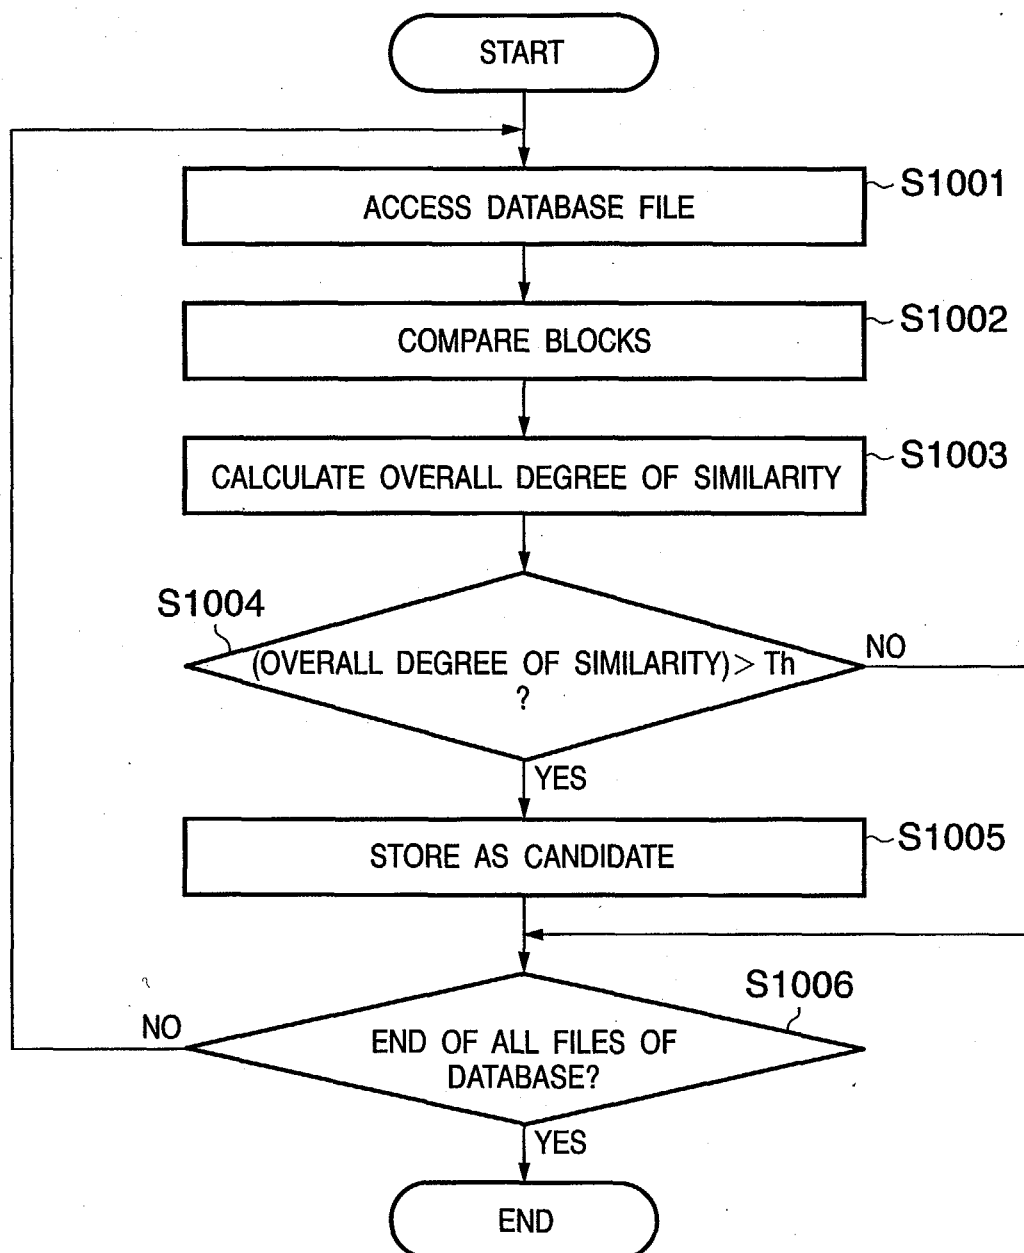 START
ACCESS DATABASE FILE
S1001
COMPARE BLOCKS
S1002
CALCULATE OVERALL DEGREE OF SIMILARITY
S1003
S1004
(OVERALL DEGREE OF SIMILARITY) > Th
?
NO
YES
STORE AS CANDIDATE
S1005
S1006
NO
END OF ALL FILES OF
DATABASE?
YES
END